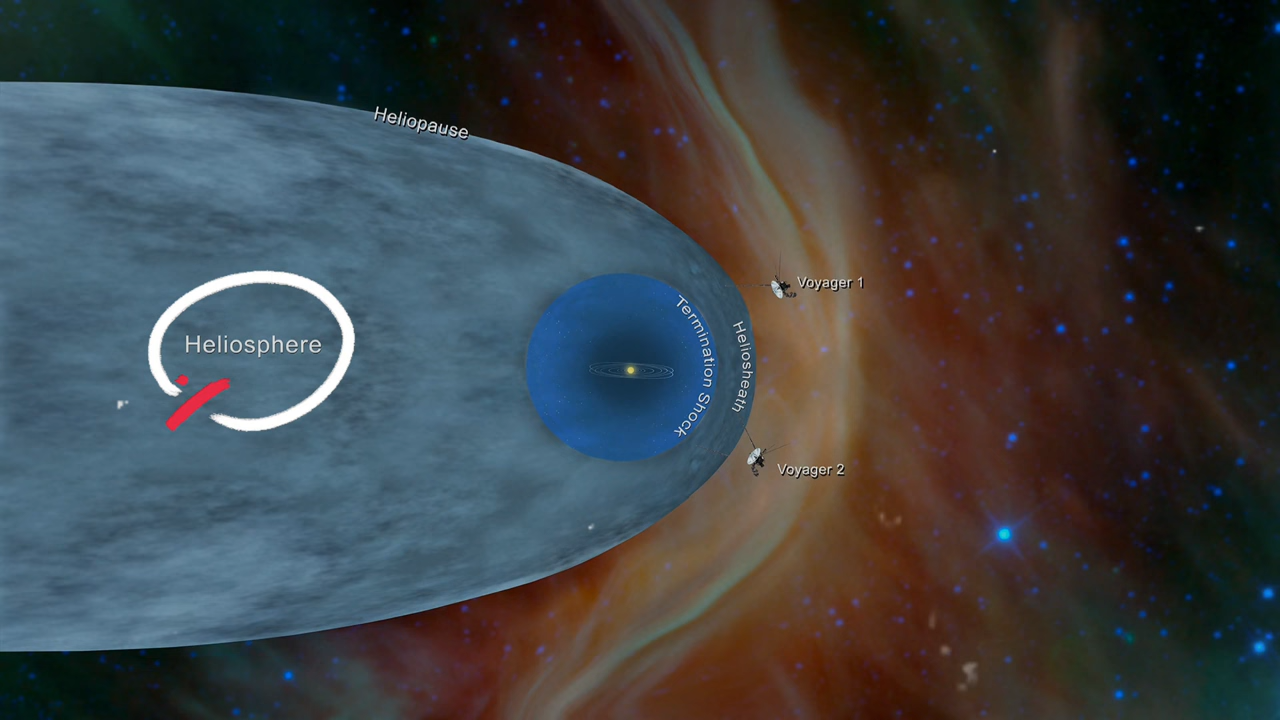 Heliopause
Voyager 1
Heliosphere
Termination Shock
Heliosheath
Voyager 2